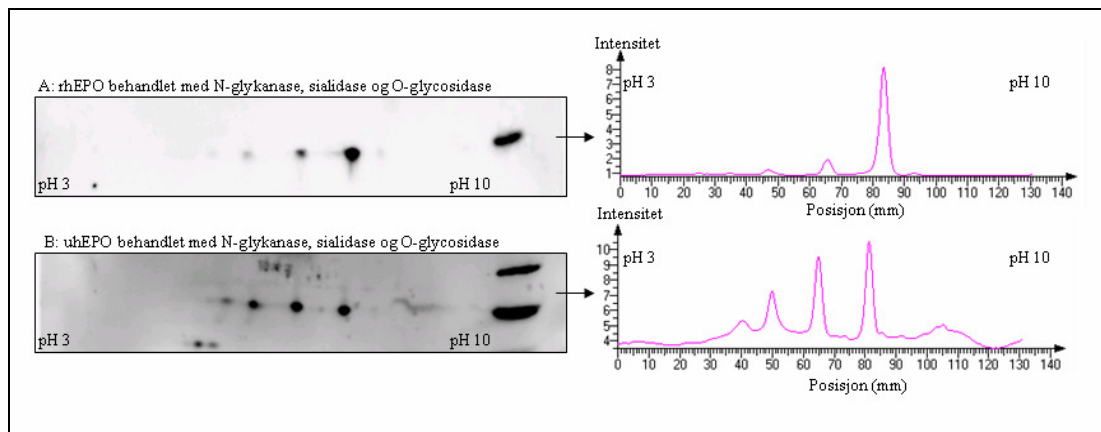 A: rhEPO behandlet med N-glykanase, sialidase og O-glycosidase
pH 3
pH 10
Intensitet
pH 3
pH 10
8
7
6
5
4
3
2
1
0 10 20 30 40 50 60 70 80 90 100 110 120 130 140
Posisjon (mm)
B: uhEPO behandlet med N-glykanase, sialidase og O-glycosidase
pH 3
pH 10
Intensitet
pH 3
pH 10
10
9
8
7
6
5
4
0 10 20 30 40 50 60 70 80 90 100 110 120 130 140
Posisjon (mm)